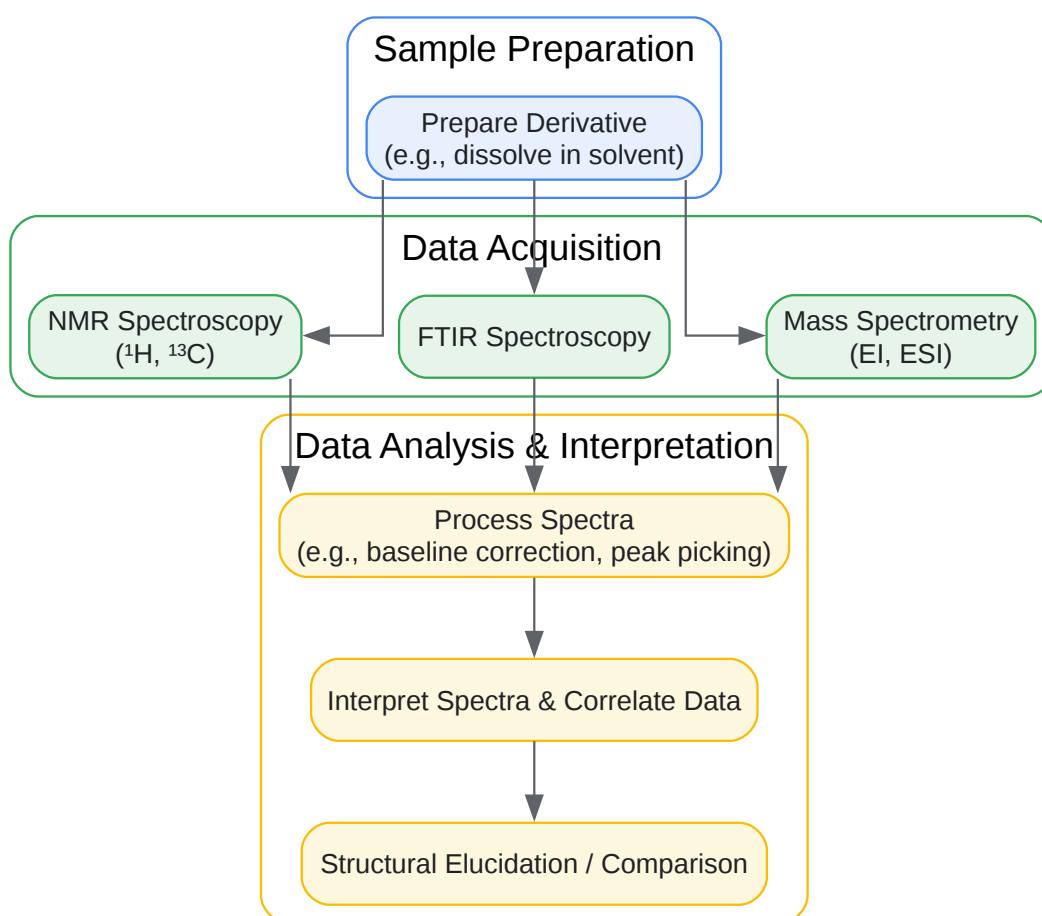 Sample Preparation
Prepare Derivative
(e.g., dissolve in solvent)
Data Acquisition
NMR Spectroscopy
(¹H, ¹³C)
FTIR Spectroscopy
Mass Spectrometry
(EI, ESI)
Data Analysis & Interpretation
Process Spectra
(e.g., baseline correction, peak picking)
Interpret Spectra & Correlate Data
Structural Elucidation / Comparison